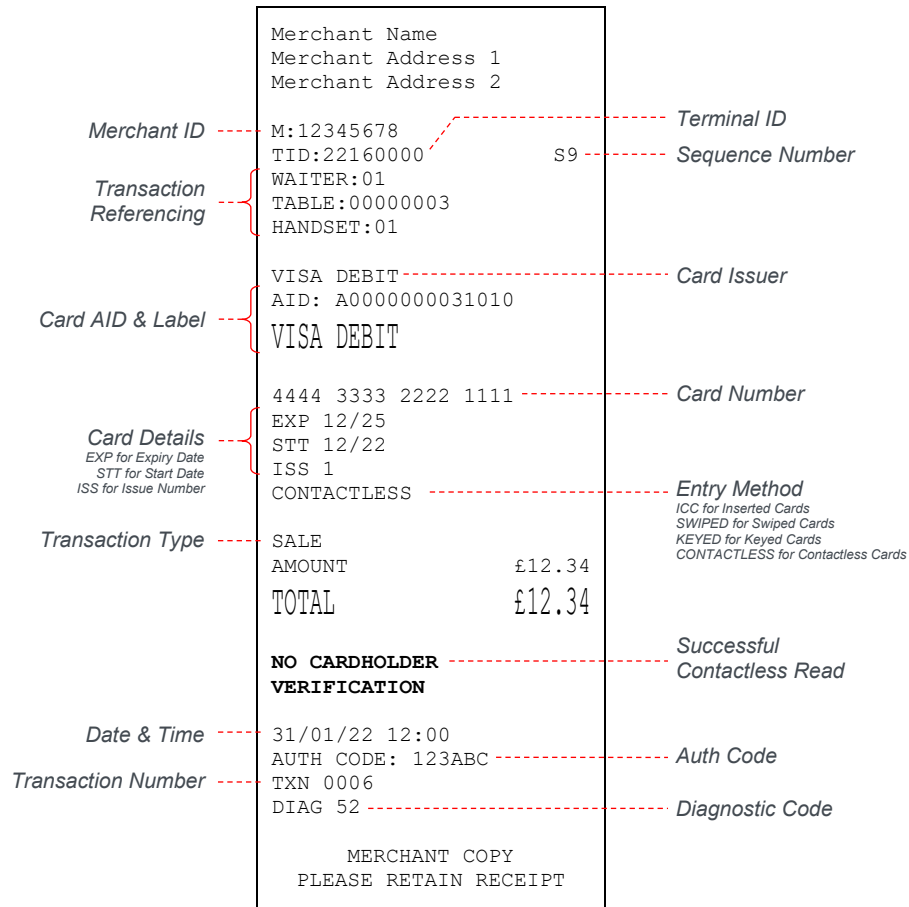 Merchant Name
Merchant Address 1
Merchant Address 2
Merchant ID
M:12345678
Terminal ID
TID:22160000 S9
Sequence Number
Transaction
Referencing
WAITER:01
TABLE:00000003
HANDSET:01
VISA DEBIT
Card Issuer
Card AID & Label
AID: A0000000031010
VISA DEBIT
4444 3333 2222 1111
Card Number
Card Details
EXP for Expiry Date
STT for Start Date
ISS for Issue Number
EXP 12/25
STT 12/22
ISS 1
CONTACTLESS
Entry Method
ICC for Inserted Cards
SWIPED for Swiped Cards
KEYED for Keyed Cards
CONTACTLESS for Contactless Cards
Transaction Type
SALE
AMOUNT £12.34
TOTAL £12.34
NO CARDHOLDER
VERIFICATION
Successful
Contactless Read
Date & Time
31/01/22 12:00
AUTH CODE: 123ABC
Auth Code
Transaction Number
TXN 0006
DIAG 52
Diagnostic Code
MERCHANT COPY
PLEASE RETAIN RECEIPT